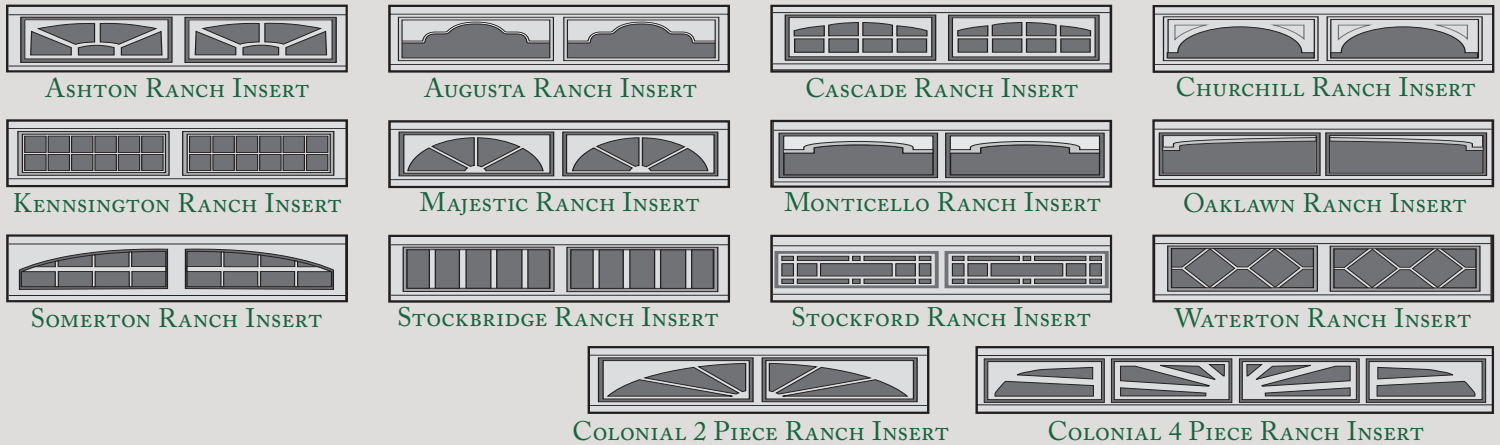 Ashton Ranch Insert
Augusta Ranch Insert
Cascade Ranch Insert
Churchill Ranch Insert
Kennsington Ranch Insert
Majestic Ranch Insert
Monticello Ranch Insert
Oaklawn Ranch Insert
Somerton Ranch Insert
Stockbridge Ranch Insert
Stockford Ranch Insert
Waterton Ranch Insert
Colonial 2 Piece Ranch Insert
Colonial 4 Piece Ranch Insert